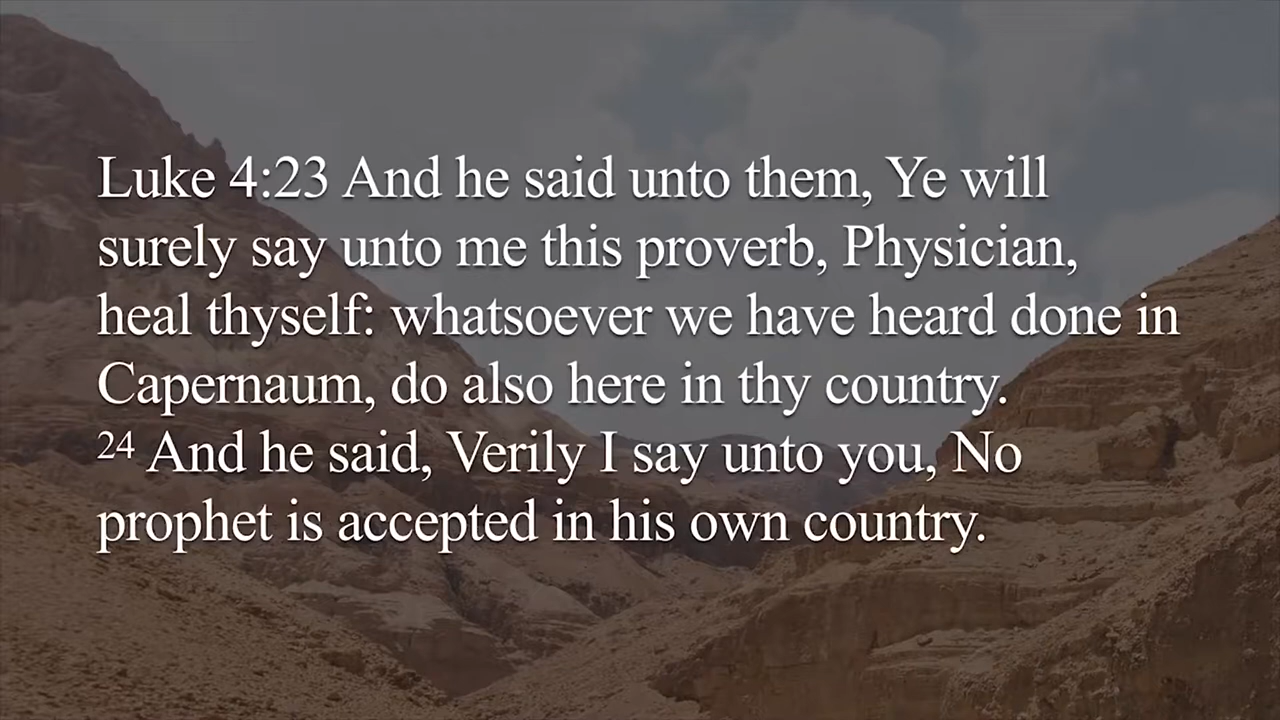 Luke 4:23 And he said unto them, Ye will
surely say unto me this proverb, Physician,
heal thyself: whatsoever we have heard done in
Capernaum, do also here in thy country.
24 And he said, Verily I say unto you, No
prophet is accepted in his own country.